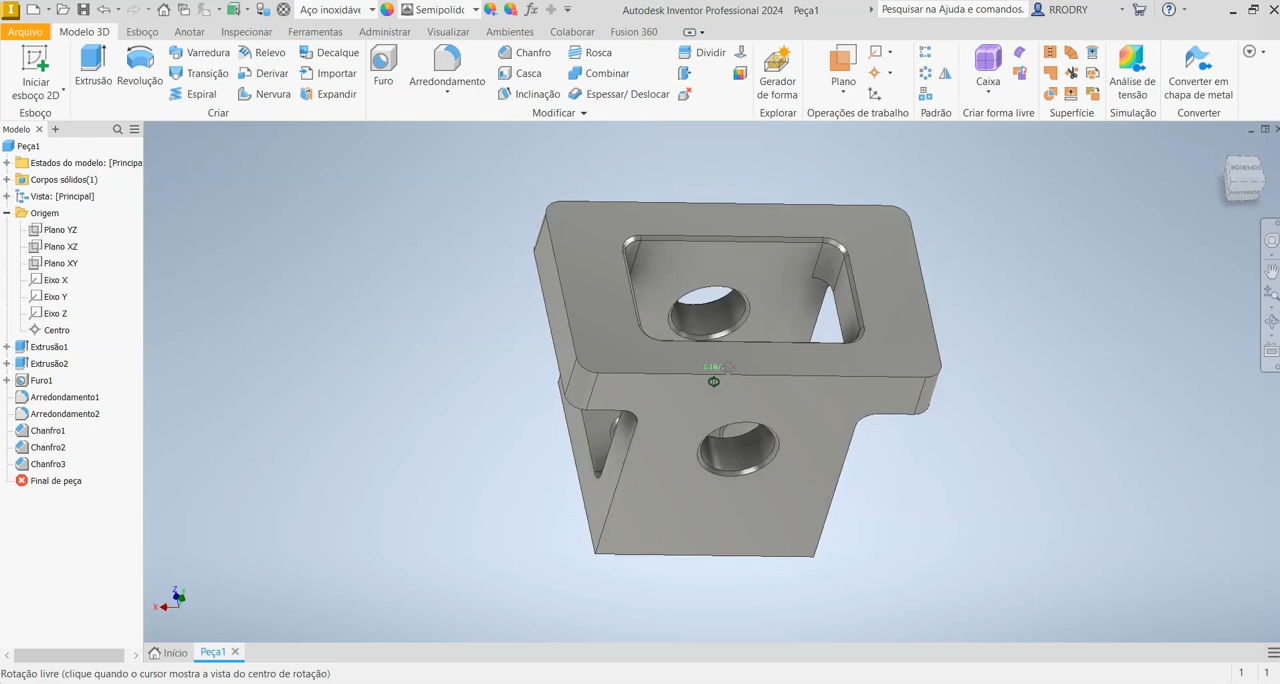 Aço inoxidáve
Semipolido
Autodesk Inventor Professional 2024 Peça1
Pesquisar na Ajuda e comandos.
RRODRY
Arquivo Modelo 3D Esboço Anotar Inspecionar Ferramentas Administrar Visualizar Ambientes Colaborar Fusion 360
Iniciar
esboço 2D
Esboço
Extrusão
Revolução
Varredura
Transição
Espiral
Relevo
Derivar
Nervura
Decalque
Importar
Expandir
Criar
Furo
Arredondamento
Chanfro
Casca
Inclinação
Rosca
Combinar
Espessar/ Deslocar
Dividir
Modificar
Gerador
de forma
Explorar
Plano
Operações de trabalho
Padrão
Caixa
Criar forma livre
Superfície
Análise de
tensão
Simulação
Converter em
chapa de metal
Converter
Modelo
Peça1
Estados do modelo: [Principa
Corpos sólidos(1)
Vista: [Principal]
Origem
Plano YZ
Plano XZ
Plano XY
Eixo X
Eixo Y
Eixo Z
Centro
Extrusão1
Extrusão2
Furo1
Arredondamento1
Arredondamento2
Chanfro1
Chanfro2
Chanfro3
Final de peça
SUPERIOR
Z
Y
X
Início
Peça1
Rotação livre (clique quando o cursor mostra a vista do centro de rotação)
1 1